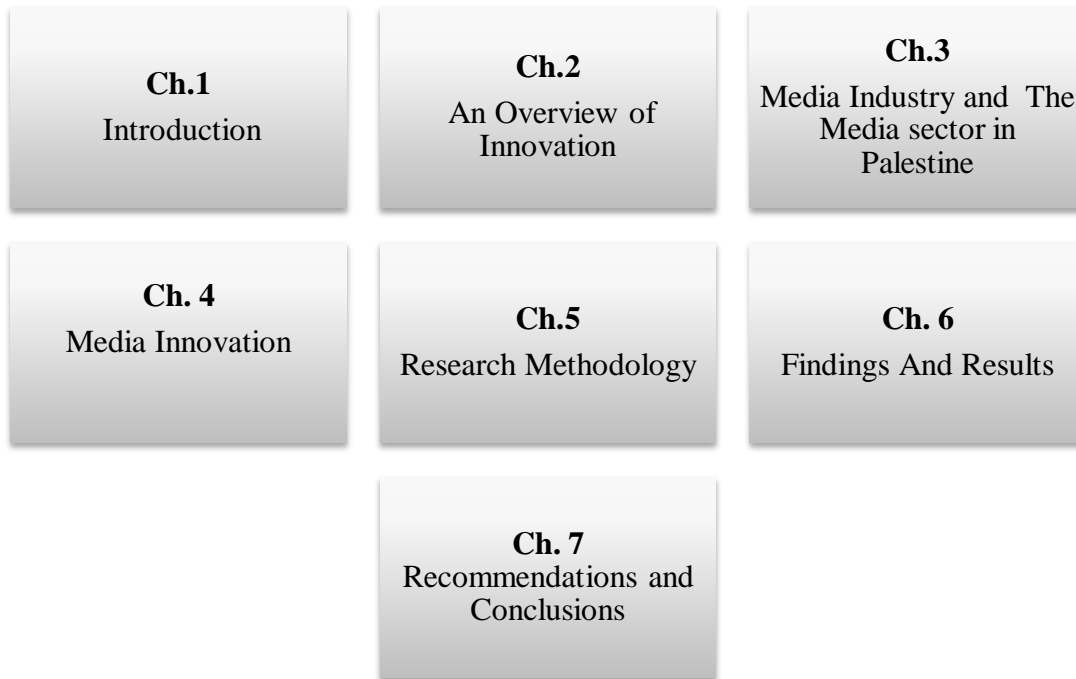 Ch.1
Introduction
Ch.2
An Overview of
Innovation
Ch.3
Media Industry and The
Media sector in
Palestine
Ch. 4
Media Innovation
Ch.5
Research Methodology
Ch. 6
Findings And Results
Ch. 7
Recommendations and
Conclusions